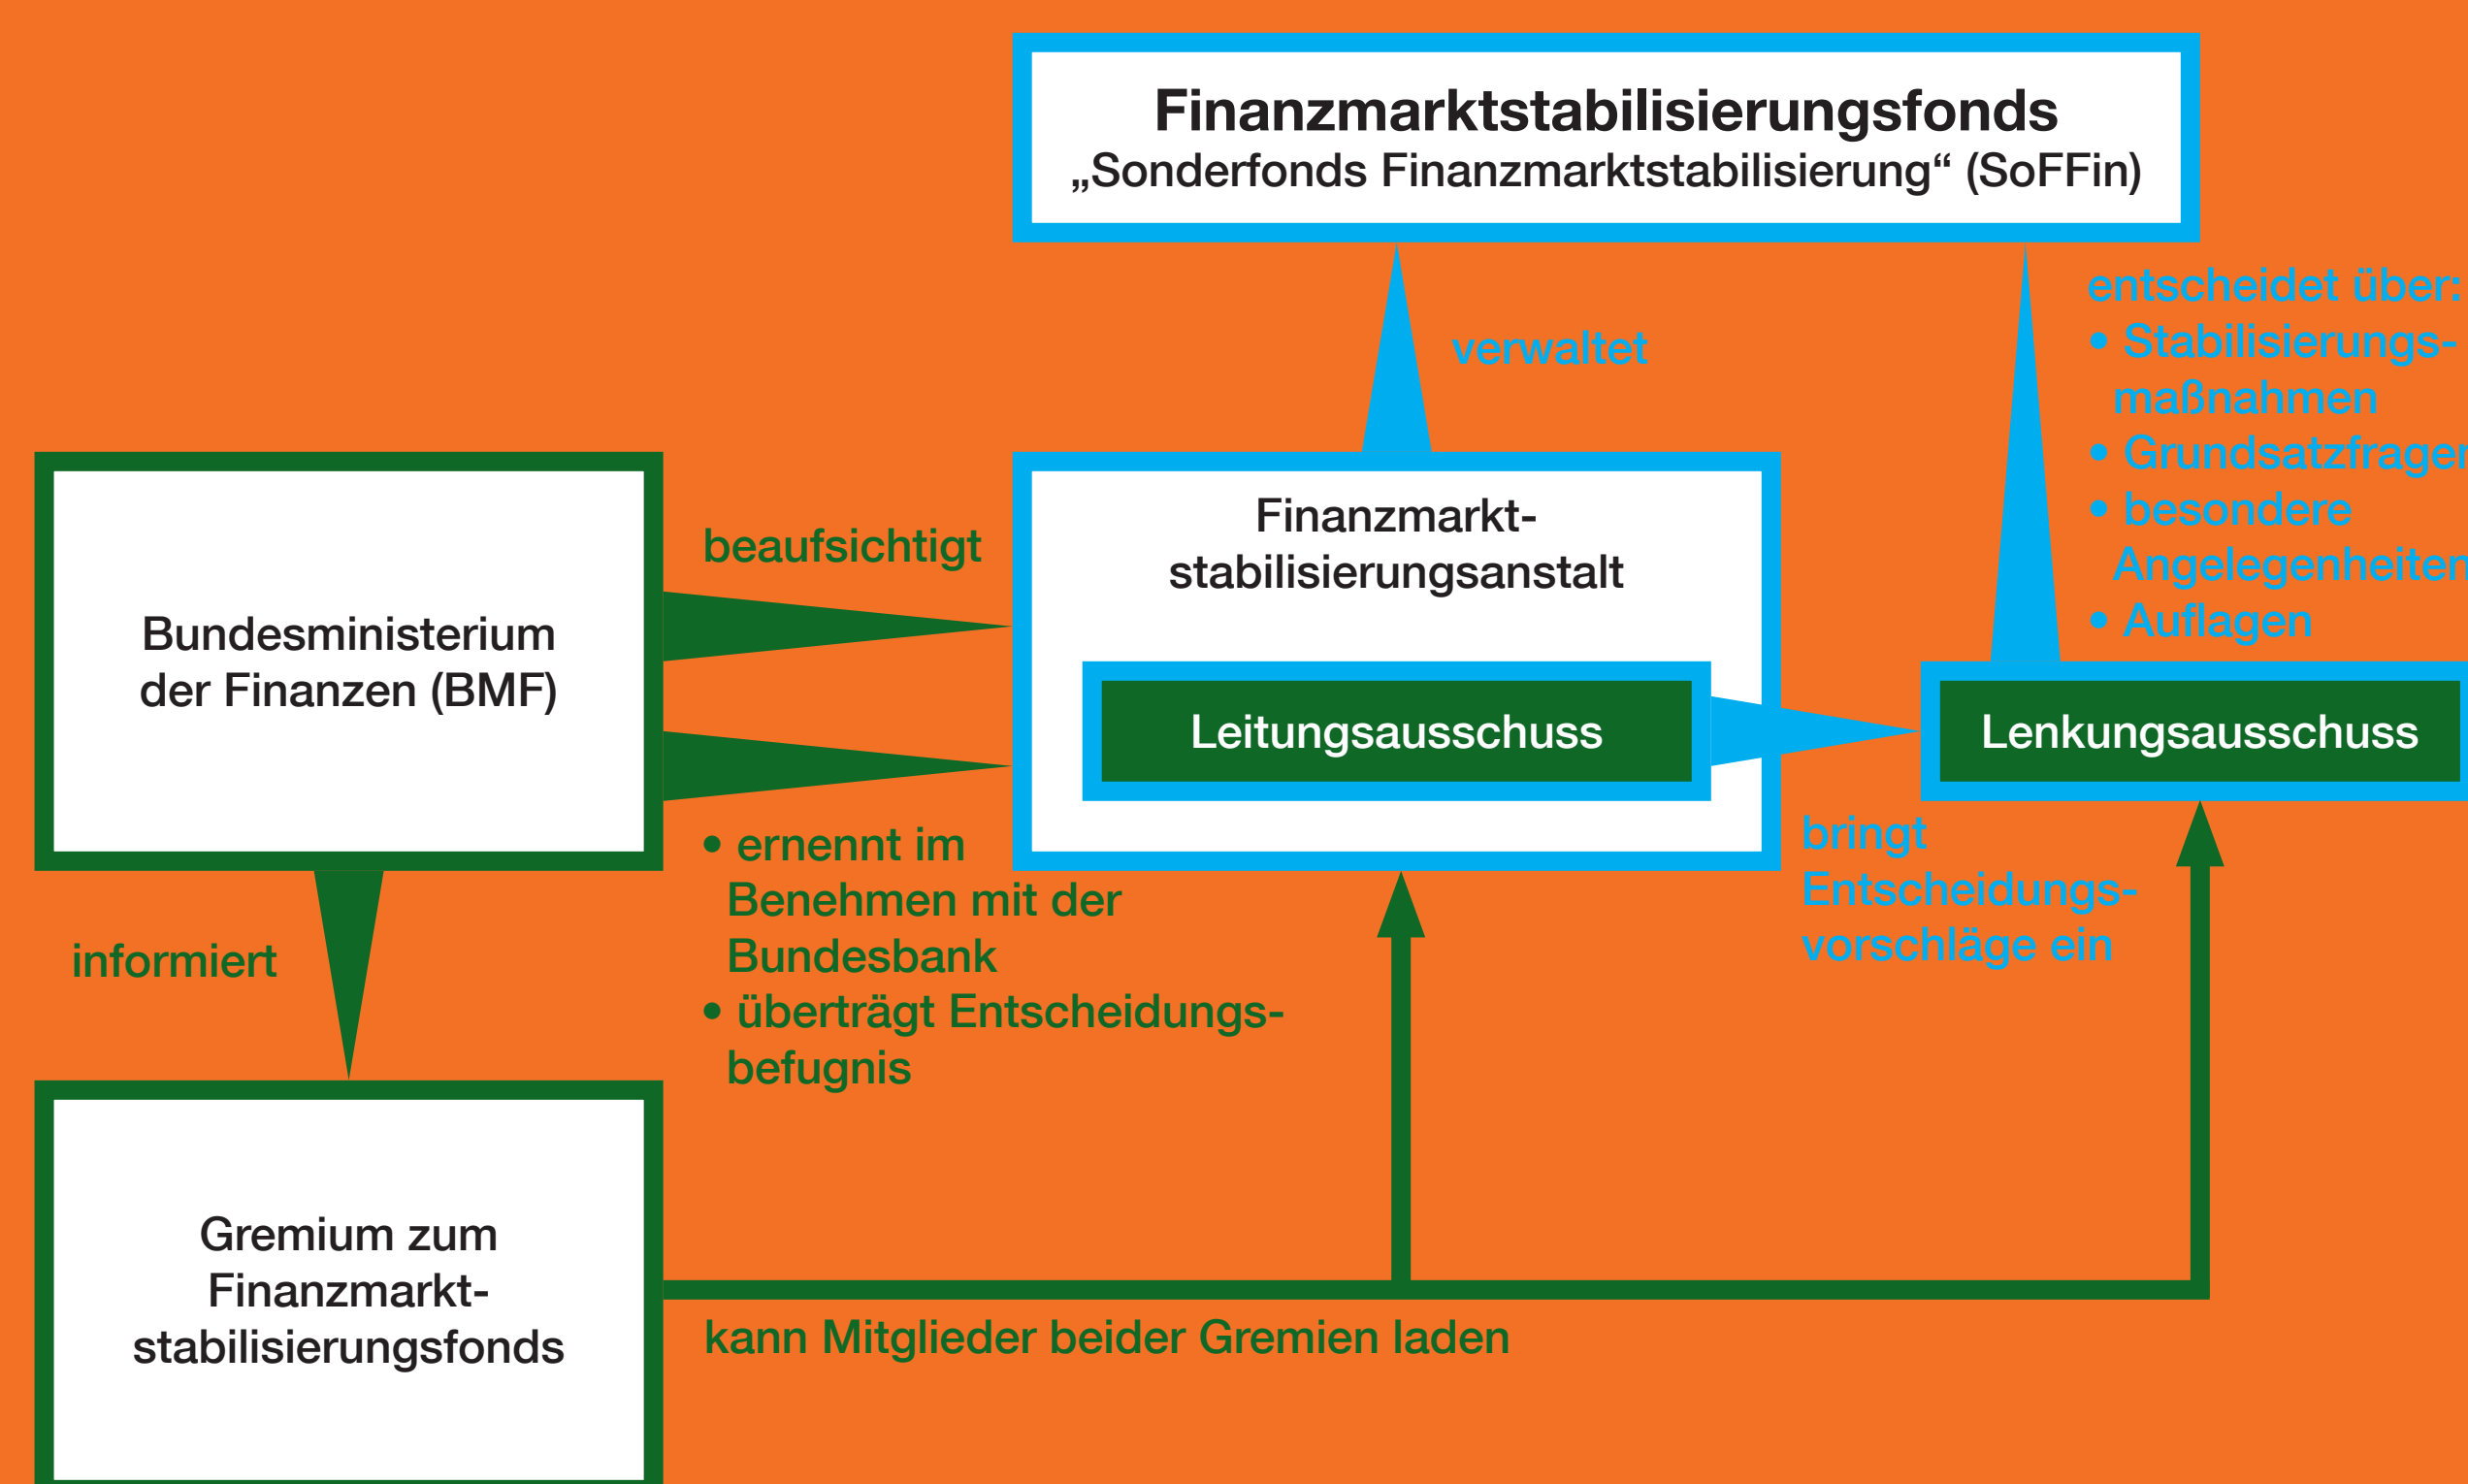 Finanzmarktstabilisierungsfonds
„Sonderfonds Finanzmarktstabilisierung“ (SoFFin)
verwaltet
entscheidet über:
• Stabilisierungs-
maßnahmen
• Grundsatzfragen
• besondere
Angelegenheiten
• Auflagen
Bundesministerium
der Finanzen (BMF)
beaufsichtigt
Finanzmarkt-
stabilisierungsanstalt
Leitungsausschuss
Lenkungsausschuss
• ernennt im
Benehmen mit der
Bundesbank
• überträgt Entscheidungs-
befugnis
bringt
Entscheidungs-
vorschläge ein
informiert
Gremium zum
Finanzmarkt-
stabilisierungsfonds
kann Mitglieder beider Gremien laden